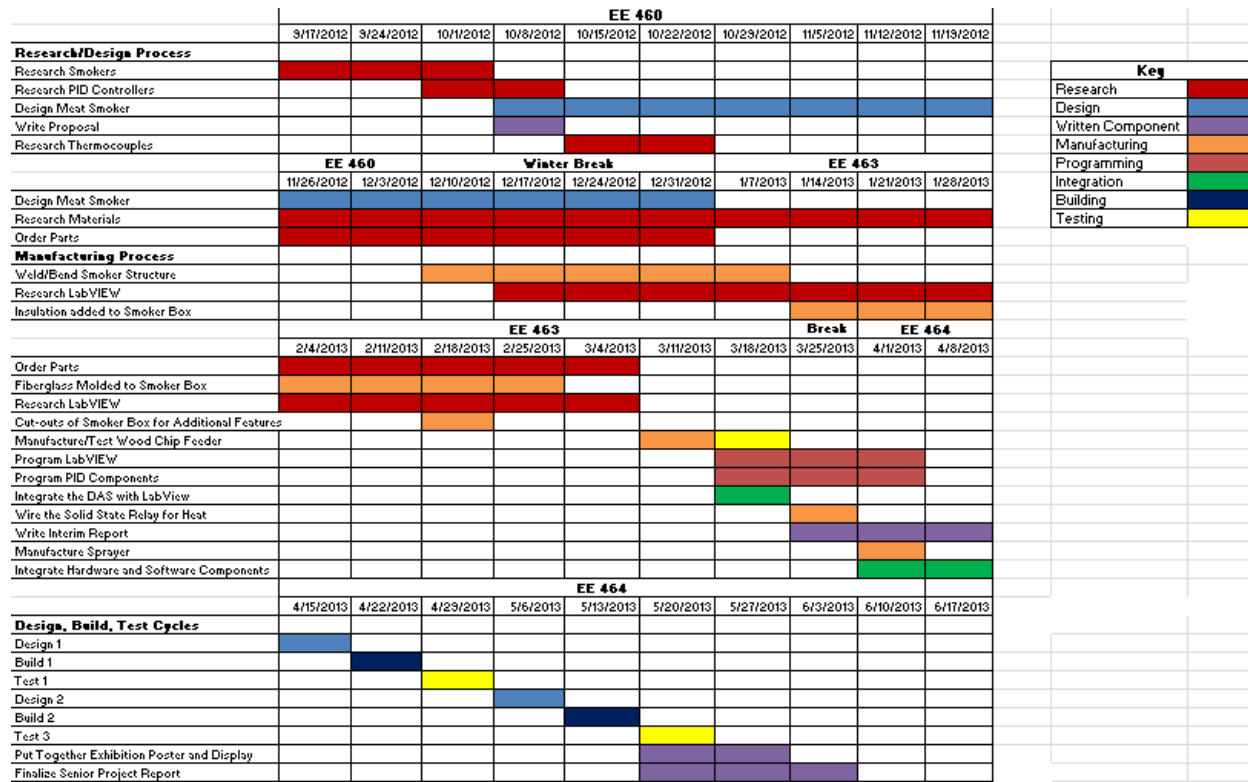 EE 460
9/17/2012 9/24/2012 10/1/2012 10/8/2012 10/15/2012 10/22/2012 10/29/2012 11/5/2012 11/12/2012 11/19/2012
Research/Design Process
Research Smokers
Research PID Controllers
Design Meat Smoker
Write Proposal
Research Thermocouples
Key
Research
Design
Written Component
Manufacturing
Programming
Integration
Building
Testing
EE 460 Winter Break EE 463
11/26/2012 12/3/2012 12/10/2012 12/17/2012 12/24/2012 12/31/2012 1/7/2013 1/14/2013 1/21/2013 1/28/2013
Design Meat Smoker
Research Materials
Order Parts
Manufacturing Process
Weld/Bend Smoker Structure
Research LabVIEW
Insulation added to Smoker Box
EE 463 Break EE 464
2/4/2013 2/11/2013 2/18/2013 2/25/2013 3/4/2013 3/11/2013 3/18/2013 3/25/2013 4/1/2013 4/8/2013
Order Parts
Fiberglass Molded to Smoker Box
Research LabVIEW
Cut-outs of Smoker Box for Additional Features
Manufacture/Test Wood Chip Feeder
Program LabVIEW
Program PID Components
Integrate the DAS with LabView
Wire the Solid State Relay for Heat
Write Interim Report
Manufacture Sprayer
Integrate Hardware and Software Components
EE 464
4/15/2013 4/22/2013 4/29/2013 5/6/2013 5/13/2013 5/20/2013 5/27/2013 6/3/2013 6/10/2013 6/17/2013
Design, Build, Test Cycles
Design 1
Build 1
Test 1
Design 2
Build 2
Test 3
Put Together Exhibition Poster and Display
Finalize Senior Project Report